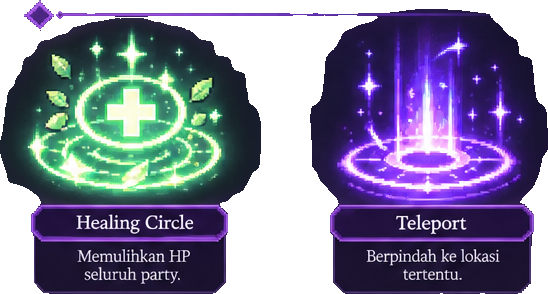 Healing Circle
Memulihkan HP
seluruh party.
Teleport
Berpindah ke lokasi
tertentu.